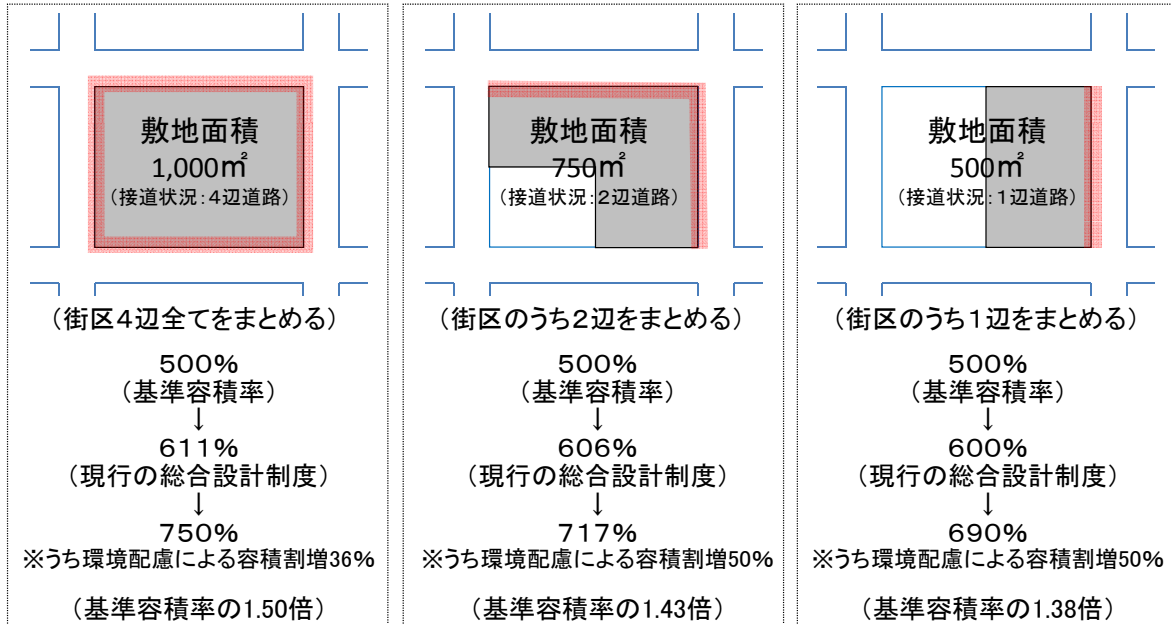 敷地面積
1,000㎡
（接道状況：4辺道路）
（街区４辺全てをまとめる）
５００％
（基準容積率）
↓
６１１％
（現行の総合設計制度）
↓
７５０％
※うち環境配慮による容積割増36％
（基準容積率の1.50倍）
敷地面積
750㎡
（接道状況：２辺道路）
（街区のうち２辺をまとめる）
５００％
（基準容積率）
↓
６０６％
（現行の総合設計制度）
↓
７１７％
※うち環境配慮による容積割増50％
（基準容積率の1.43倍）
敷地面積
500㎡
（接道状況：１辺道路）
（街区のうち１辺をまとめる）
５００％
（基準容積率）
↓
６００％
（現行の総合設計制度）
↓
６９０％
※うち環境配慮による容積割増50％
（基準容積率の1.38倍）